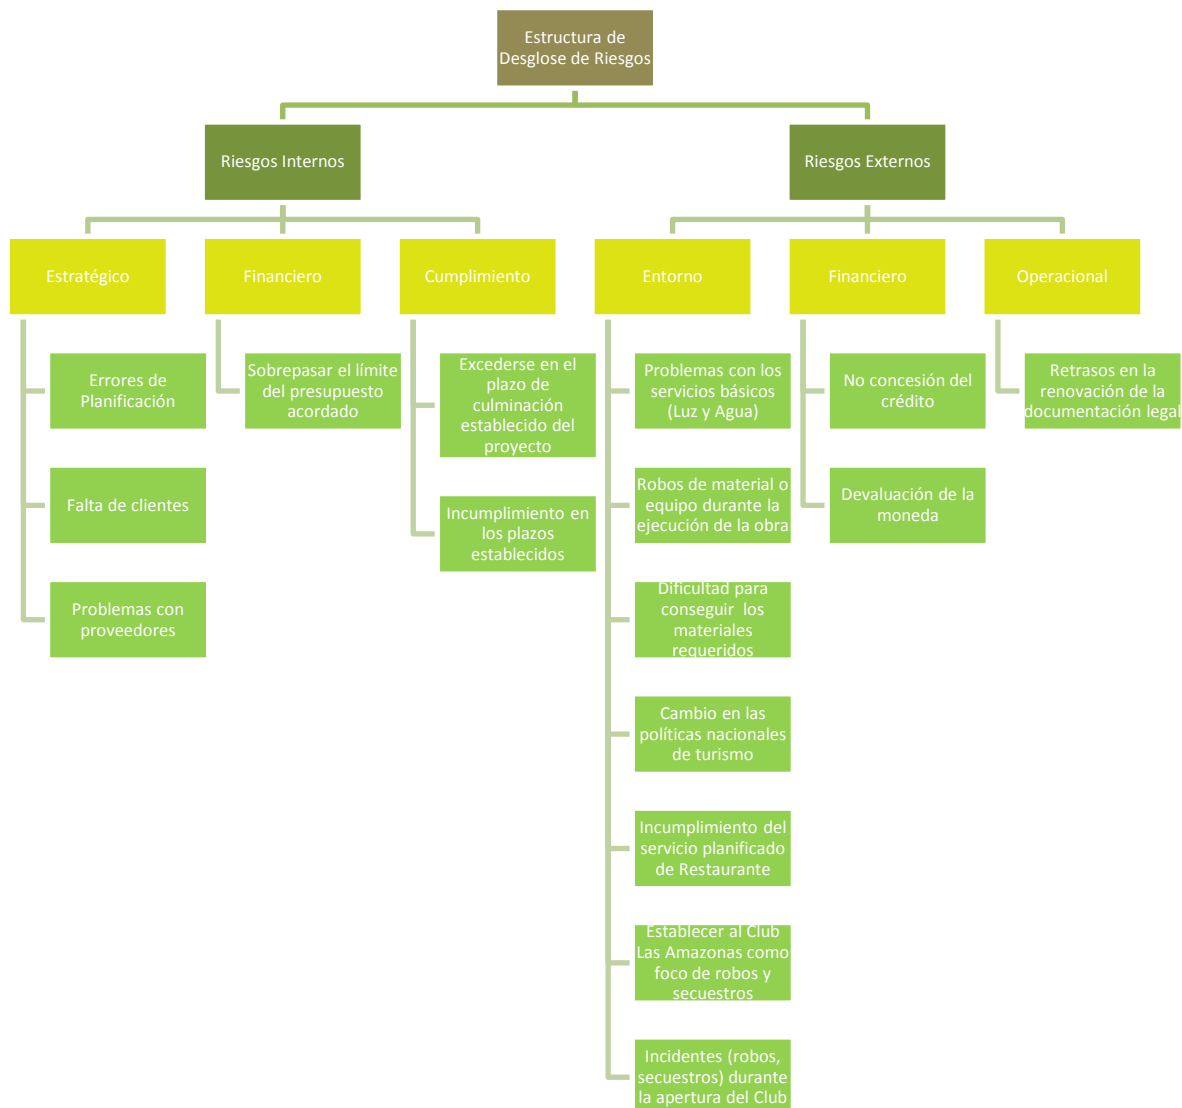 Estructura de
Desglose de Riesgos
Riesgos Internos
Riesgos Externos
Estratégico
Financiero
Cumplimiento
Entorno
Financiero
Operacional
Errores de
Planificación
Falta de clientes
Problemas con
proveedores
Sobrepasar el límite
del presupuesto
acordado
Excederse en el
plazo de
culminación
establecido del
proyecto
Incumplimiento en
los plazos
establecidos
Problemas con los
servicios básicos
(Luz y Agua)
Robos de material o
equipo durante la
ejecución de la obra
Dificultad para
conseguir los
materiales
requeridos
Cambio en las
políticas nacionales
de turismo
Incumplimiento del
servicio planificado
de Restaurante
Establecer al Club
Las Amazonas como
foco de robos y
secuestros
Incidentes (robos,
secuestros) durante
la apertura del Club
No concesión del
crédito
Devaluación de la
moneda
Retrasos en la
renovación de la
documentación legal